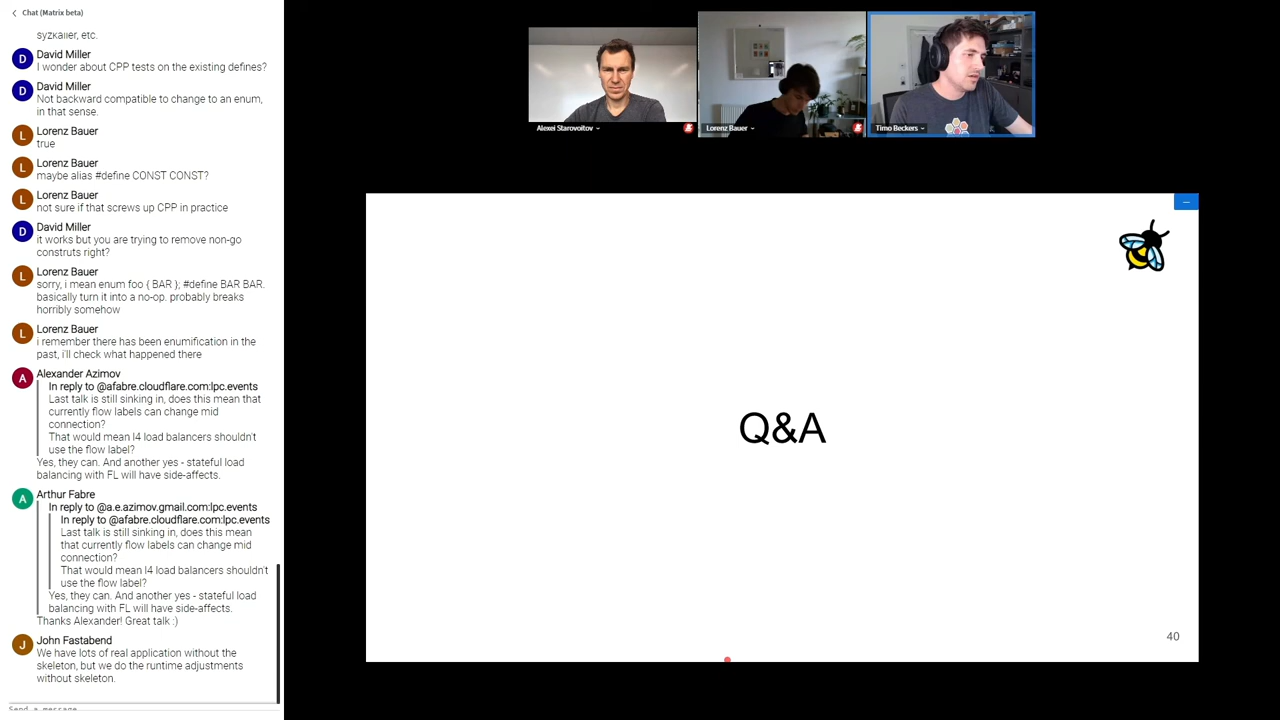 Chat (Matrix beta)
syzkaller, etc.
David Miller
I wonder about CPP tests on the existing defines?
David Miller
Not backward compatible to change to an enum,
in that sense.
Lorenz Bauer
true
Lorenz Bauer
maybe alias #define CONST CONST?
Lorenz Bauer
not sure if that screws up CPP in practice
David Miller
it works but you are trying to remove non-go
construts right?
Lorenz Bauer
sorry, i mean enum foo { BAR }; #define BAR BAR.
basically turn it into a no-op. probably breaks
horribly somehow
Lorenz Bauer
i remember there has been enumification in the
past, i'll check what happened there
Alexander Azimov
In reply to @afabre.cloudflare.com:lpc.events
Last talk is still sinking in, does this mean that
currently flow labels can change mid
connection?
That would mean l4 load balancers shouldn't
use the flow label?
Yes, they can. And another yes - stateful load
balancing with FL will have side-affects.
Arthur Fabre
In reply to @a.e.azimov.gmail.com:lpc.events
In reply to @afabre.cloudflare.com:lpc.events
Last talk is still sinking in, does this mean
that currently flow labels can change mid
connection?
That would mean l4 load balancers shouldn't
use the flow label?
Yes, they can. And another yes - stateful load
balancing with FL will have side-affects.
Thanks Alexander! Great talk :)
John Fastabend
We have lots of real application without the
skeleton, but we do the runtime adjustments
without skeleton.
Send a message
D
D
L
L
L
D
L
L
A
A
J
Alexei Starovoitov
Lorenz Bauer
Timo Beckers
Q&A
40